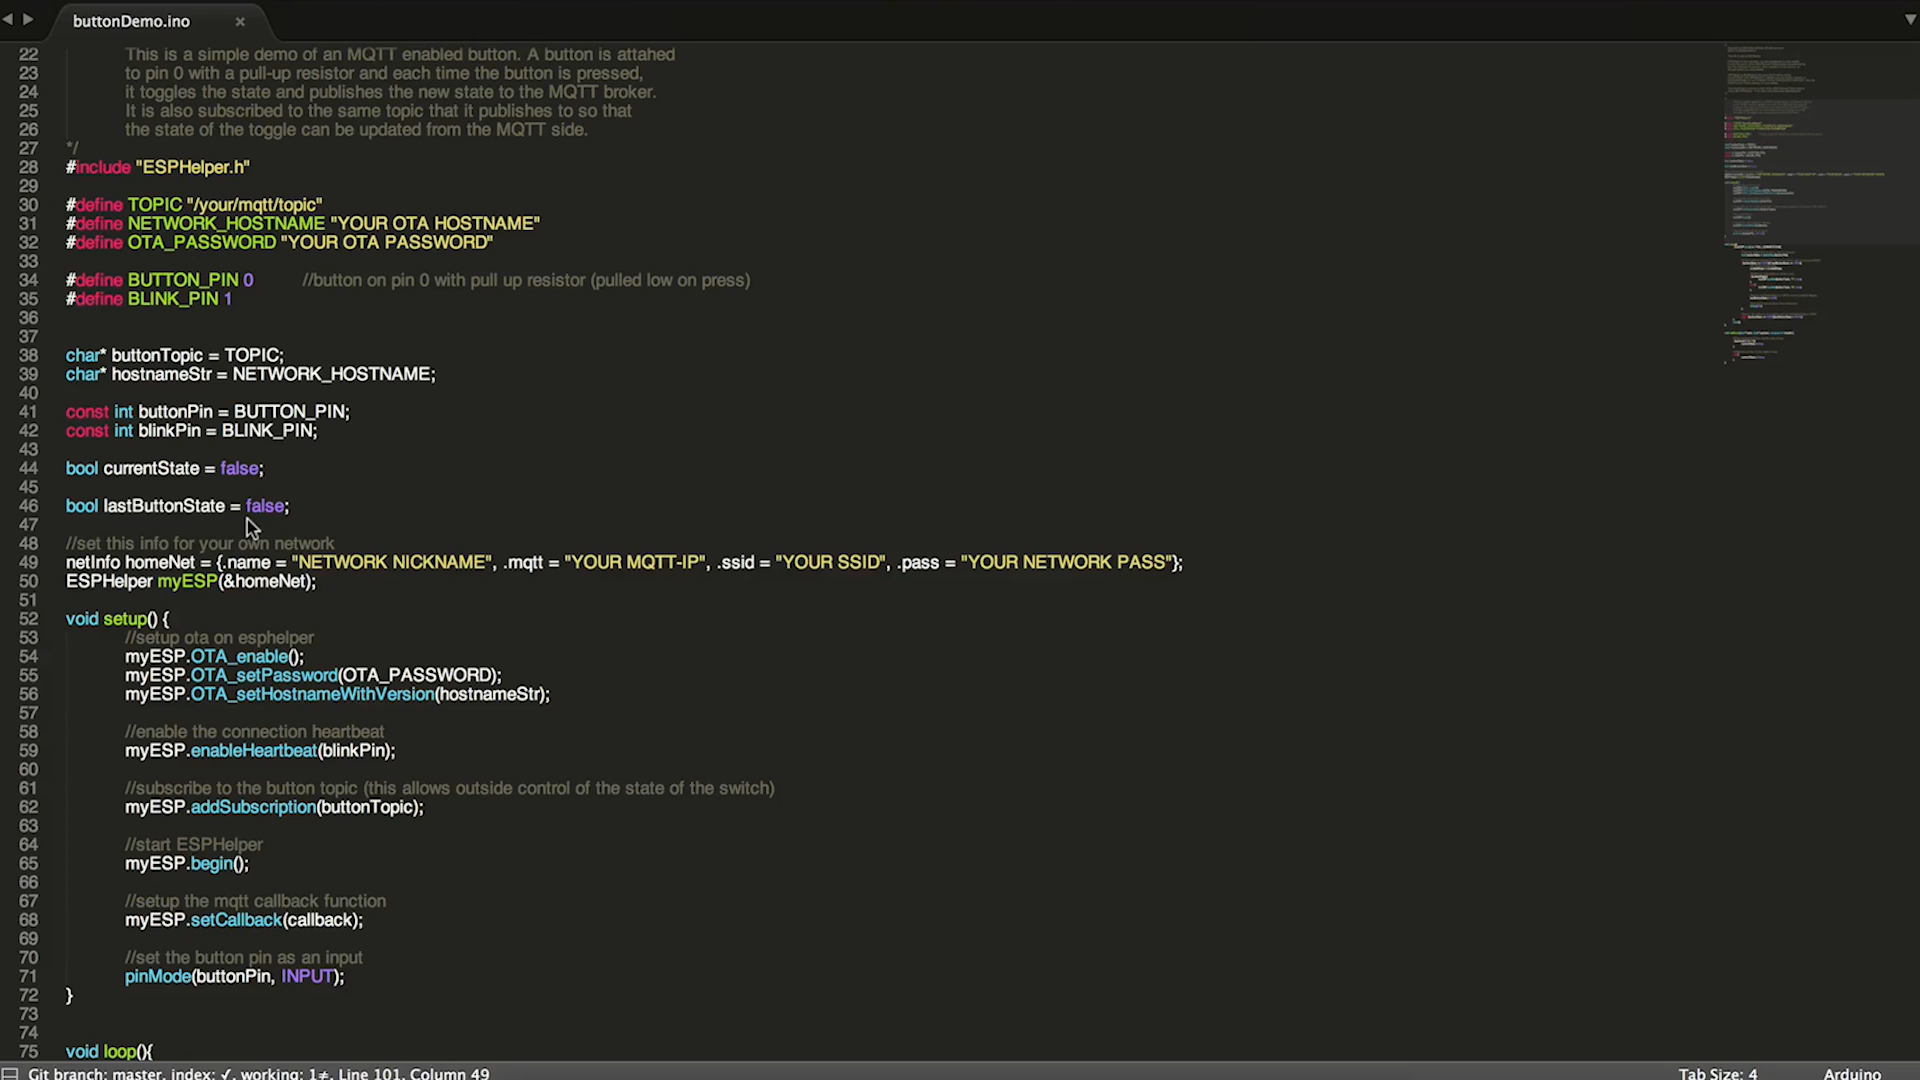 buttonDemo.ino ×
22 This is a simple demo of an MQTT enabled button. A button is attahed
23 to pin 0 with a pull-up resistor and each time the button is pressed,
24 it toggles the state and publishes the new state to the MQTT broker.
25 It is also subscribed to the same topic that it publishes to so that
26 the state of the toggle can be updated from the MQTT side.
27 */
28 #include "ESPHelper.h"
29
30 #define TOPIC "/your/mqtt/topic"
31 #define NETWORK_HOSTNAME "YOUR OTA HOSTNAME"
32 #define OTA_PASSWORD "YOUR OTA PASSWORD"
33
34 #define BUTTON_PIN 0 //button on pin 0 with pull up resistor (pulled low on press)
35 #define BLINK_PIN 1
36
37
38 char* buttonTopic = TOPIC;
39 char* hostnameStr = NETWORK_HOSTNAME;
40
41 const int buttonPin = BUTTON_PIN;
42 const int blinkPin = BLINK_PIN;
43
44 bool currentState = false;
45
46 bool lastButtonState = false;
47
48 //set this info for your own network
49 netInfo homeNet = {.name = "NETWORK NICKNAME", .mqtt = "YOUR MQTT-IP", .ssid = "YOUR SSID", .pass = "YOUR NETWORK PASS"};
50 ESPHelper myESP(&homeNet);
51
52 void setup() {
53 //setup ota on esphelper
54 myESP.OTA_enable();
55 myESP.OTA_setPassword(OTA_PASSWORD);
56 myESP.OTA_setHostnameWithVersion(hostnameStr);
57
58 //enable the connection heartbeat
59 myESP.enableHeartbeat(blinkPin);
60
61 //subscribe to the button topic (this allows outside control of the state of the switch)
62 myESP.addSubscription(buttonTopic);
63
64 //start ESPHelper
65 myESP.begin();
66
67 //setup the mqtt callback function
68 myESP.setCallback(callback);
69
70 //set the button pin as an input
71 pinMode(buttonPin, INPUT);
72 }
73
74
75 void loop(){
Git branch: master, index: ✓, working: 1≠, Line 101, Column 49 Tab Size: 4 Arduino